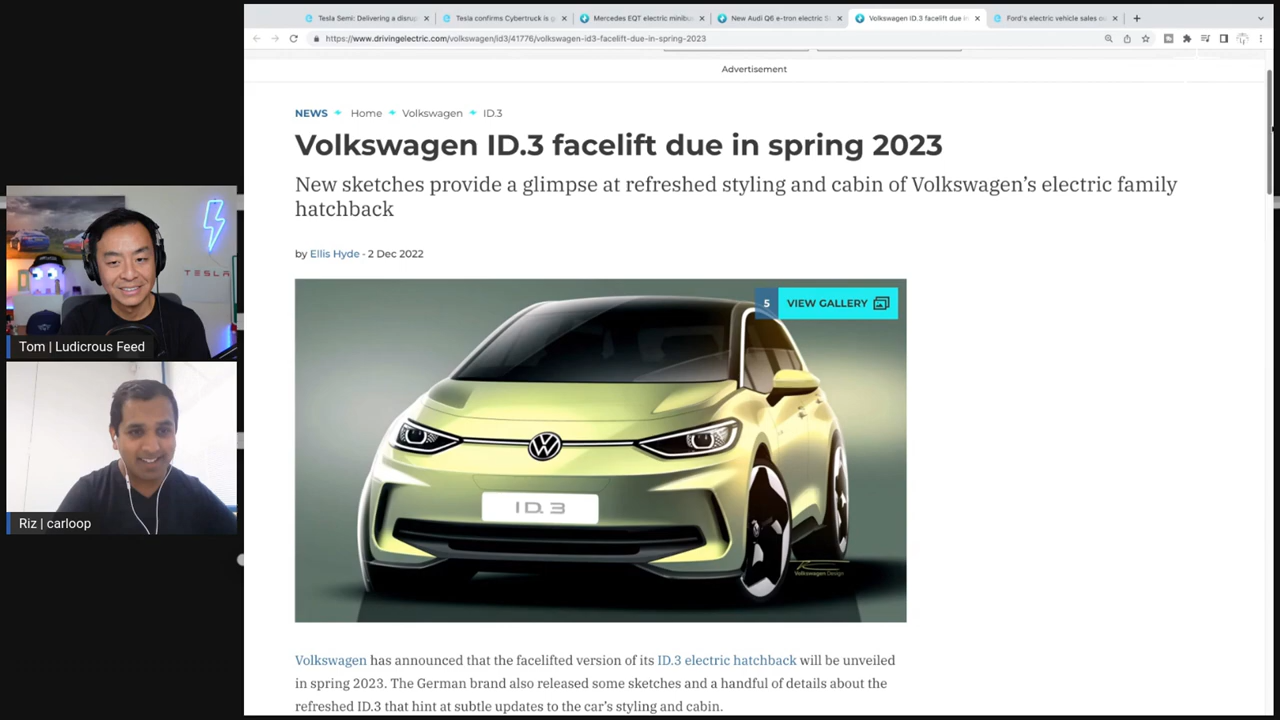 Tesla Semi: Delivering a disrup
Tesla confirms Cybertruck is g
Mercedes EQT electric minibu
New Audi Q6 e-tron electric S
Volkswagen ID.3 facelift due in
Ford's electric vehicle sales o
https://www.drivingelectric.com/volkswagen/id3/41776/volkswagen-id3-facelift-due-in-spring-2023
Advertisement
NEWS Home Volkswagen ID.3
Volkswagen ID.3 facelift due in spring 2023
New sketches provide a glimpse at refreshed styling and cabin of Volkswagen's electric family
hatchback
by Ellis Hyde - 2 Dec 2022
5 VIEW GALLERY
ID.3
Volkswagen Design
TESLA
Tom | Ludicrous Feed
Riz | carloop
Volkswagen has announced that the facelifted version of its ID.3 electric hatchback will be unveiled
in spring 2023. The German brand also released some sketches and a handful of details about the
refreshed ID.3 that hint at subtle updates to the car's styling and cabin.